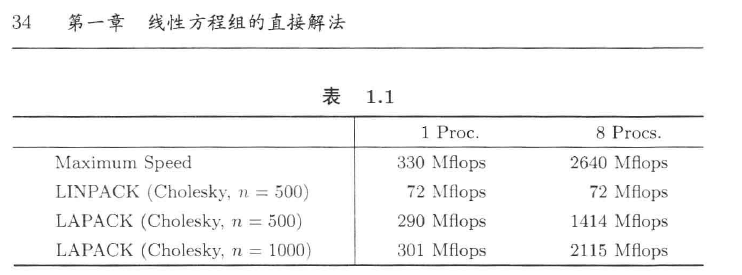 34 第一章 线性方程组的直接解法
表 1.1
1 Proc. 8 Procs.
Maximum Speed 330 Mflops 2640 Mflops
LINPACK (Cholesky, n = 500) 72 Mflops 72 Mflops
LAPACK (Cholesky, n = 500) 290 Mflops 1414 Mflops
LAPACK (Cholesky, n = 1000) 301 Mflops 2115 Mflops